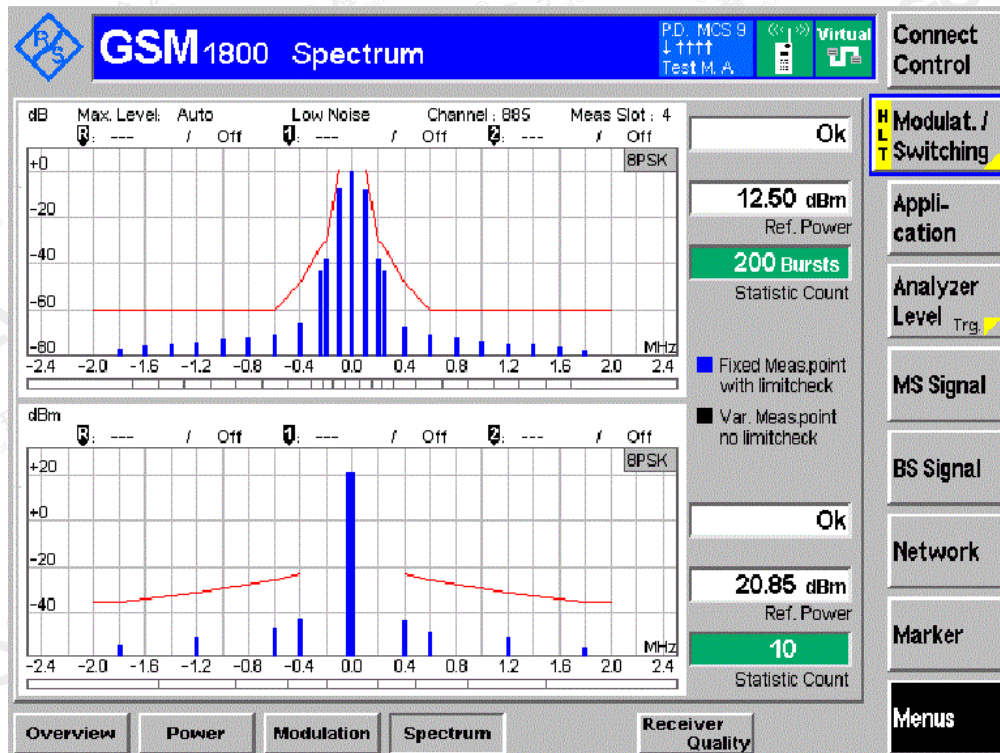 R&S
GSM 1800 Spectrum
P.D. MCS 9
↓ ↑↑↑↑
Test M. A.
Virtual
Connect
Control
dB Max. Level: Auto Low Noise Channel : 885 Meas Slot : 4
R: --- / Off 1: --- / Off 2: --- / Off
8PSK
+0
-20
-40
-60
-80
MHz
-2.4 -2.0 -1.6 -1.2 -0.8 -0.4 0.0 0.4 0.8 1.2 1.6 2.0 2.4
Ok
12.50 dBm
Ref. Power
200 Bursts
Statistic Count
Fixed Meas.point
with limitcheck
Var. Meas.point
no limitcheck
dBm
R: --- / Off 1: --- / Off 2: --- / Off
8PSK
+20
+0
-20
-40
MHz
-2.4 -2.0 -1.6 -1.2 -0.8 -0.4 0.0 0.4 0.8 1.2 1.6 2.0 2.4
Ok
20.85 dBm
Ref. Power
10
Statistic Count
HLT
Modulat. /
Switching
Appli-
cation
Analyzer
Level Trg.
MS Signal
BS Signal
Network
Marker
Menus
Overview Power Modulation Spectrum Receiver
Quality